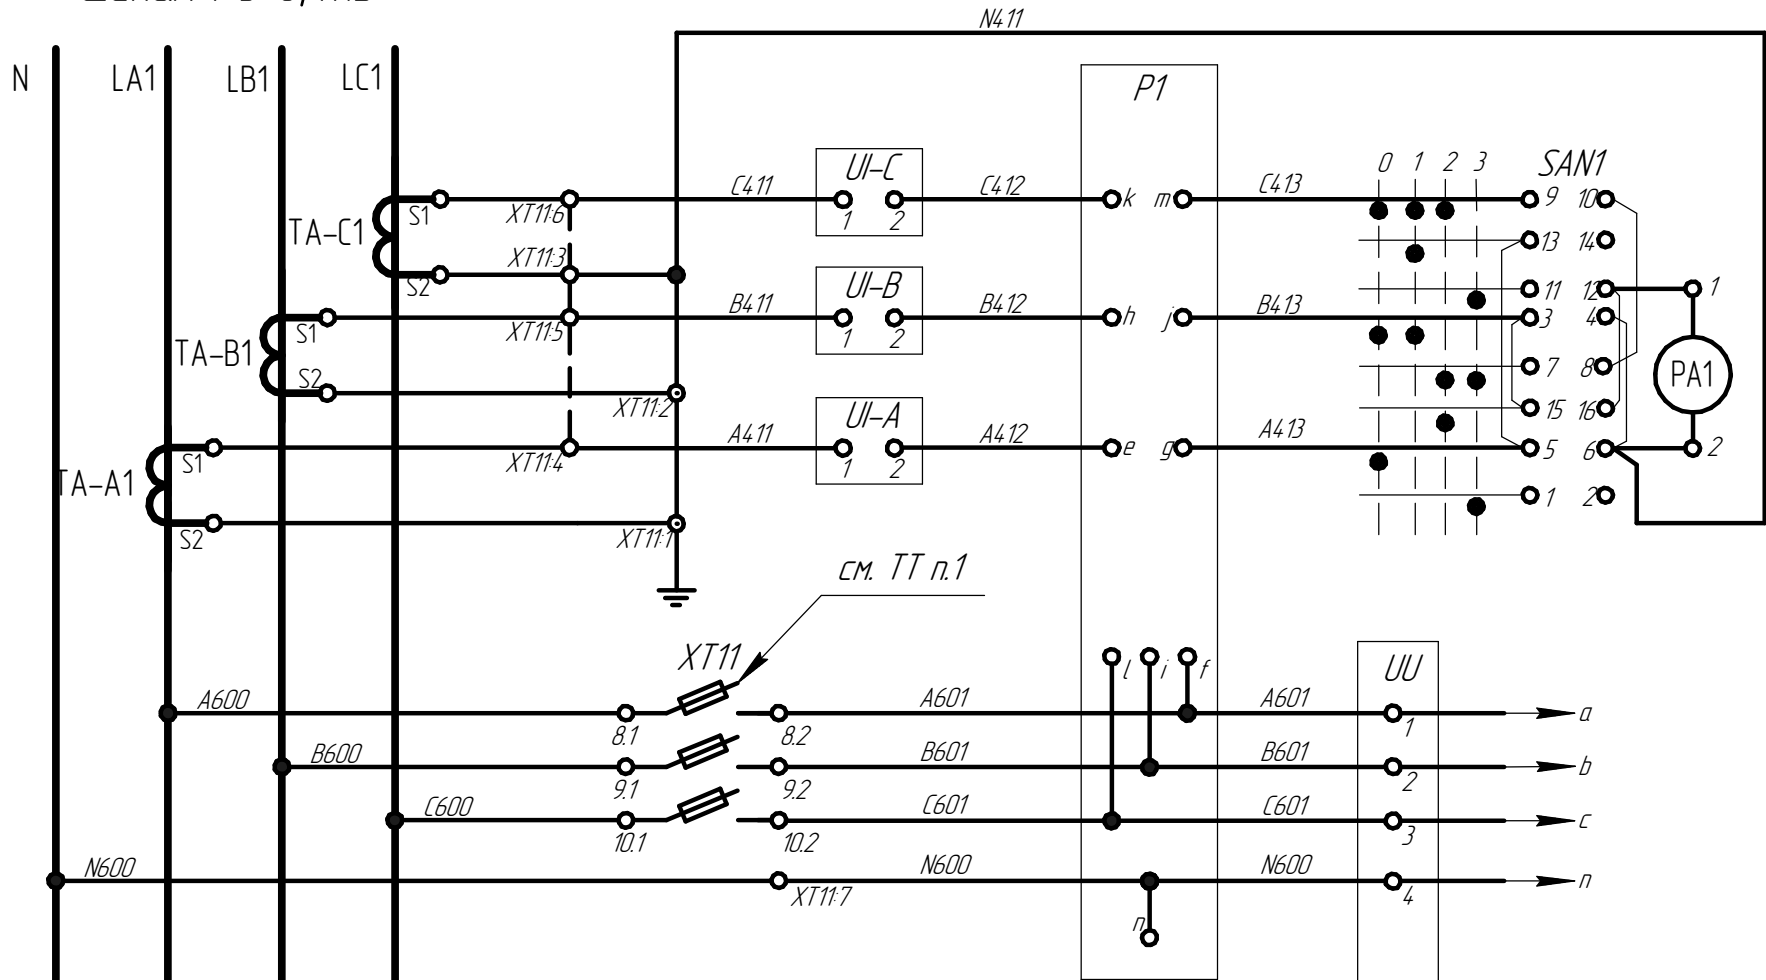 N411
N LA1 LB1 LC1 P1
0 1 2 3 SAN1
UI-C
C411 C412 C413
S1 XT11:6 1 2 k m 9 10
TA-C1
13 14
XT11:3
S2
UI-B
11 12 1
B411 B412 B413
S1 XT11:5 1 2 h j 3 4
TA-B1
7 8 PA1
S2
XT11:2
UI-A
15 16
A411 A412 A413
S1 XT11:4 1 2 e g 5 6 2
TA-A1
1 2
S2 XT11:1
см. ТТ п.1
XT11 l i f UU
A600 A601 A601
8.1 8.2 1 a
B600 B601 B601
9.1 9.2 2 b
C600 C601 C601
10.1 10.2 3 c
N600 N600 N600
XT11:7 4 n
n